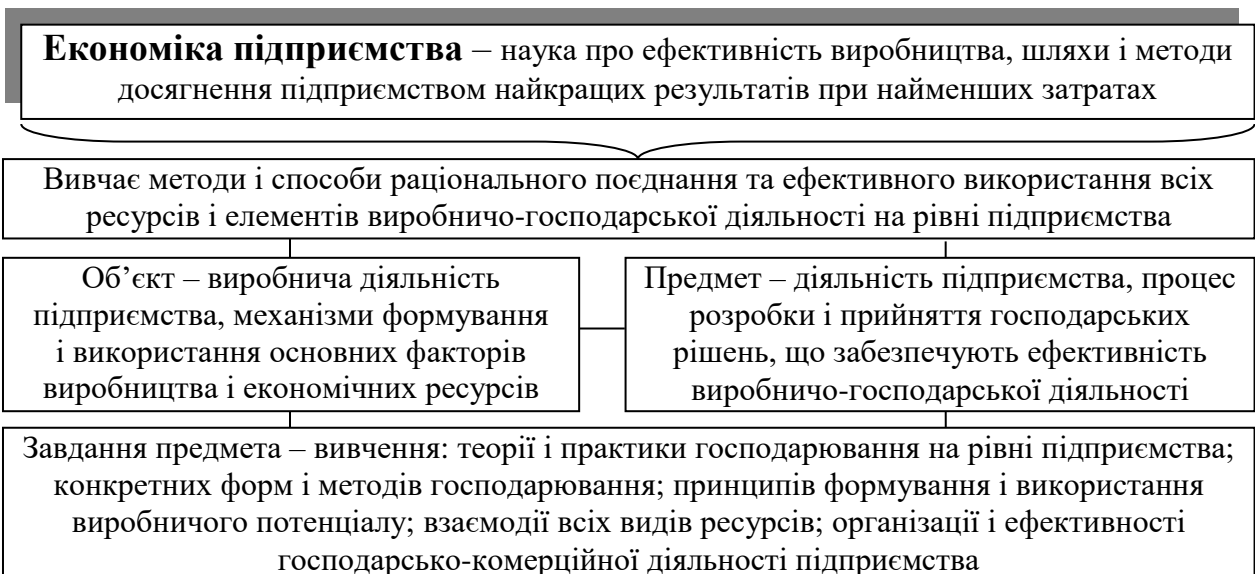 Економіка підприємства – наука про ефективність виробництва, шляхи і методи
досягнення підприємством найкращих результатів при найменших затратах
Вивчає методи і способи раціонального поєднання та ефективного використання всіх
ресурсів і елементів виробничо-господарської діяльності на рівні підприємства
Об’єкт – виробнича діяльність
підприємства, механізми формування
і використання основних факторів
виробництва і економічних ресурсів
Предмет – діяльність підприємства, процес
розробки і прийняття господарських
рішень, що забезпечують ефективність
виробничо-господарської діяльності
Завдання предмета – вивчення: теорії і практики господарювання на рівні підприємства;
конкретних форм і методів господарювання; принципів формування і використання
виробничого потенціалу; взаємодії всіх видів ресурсів; організації і ефективності
господарсько-комерційної діяльності підприємства